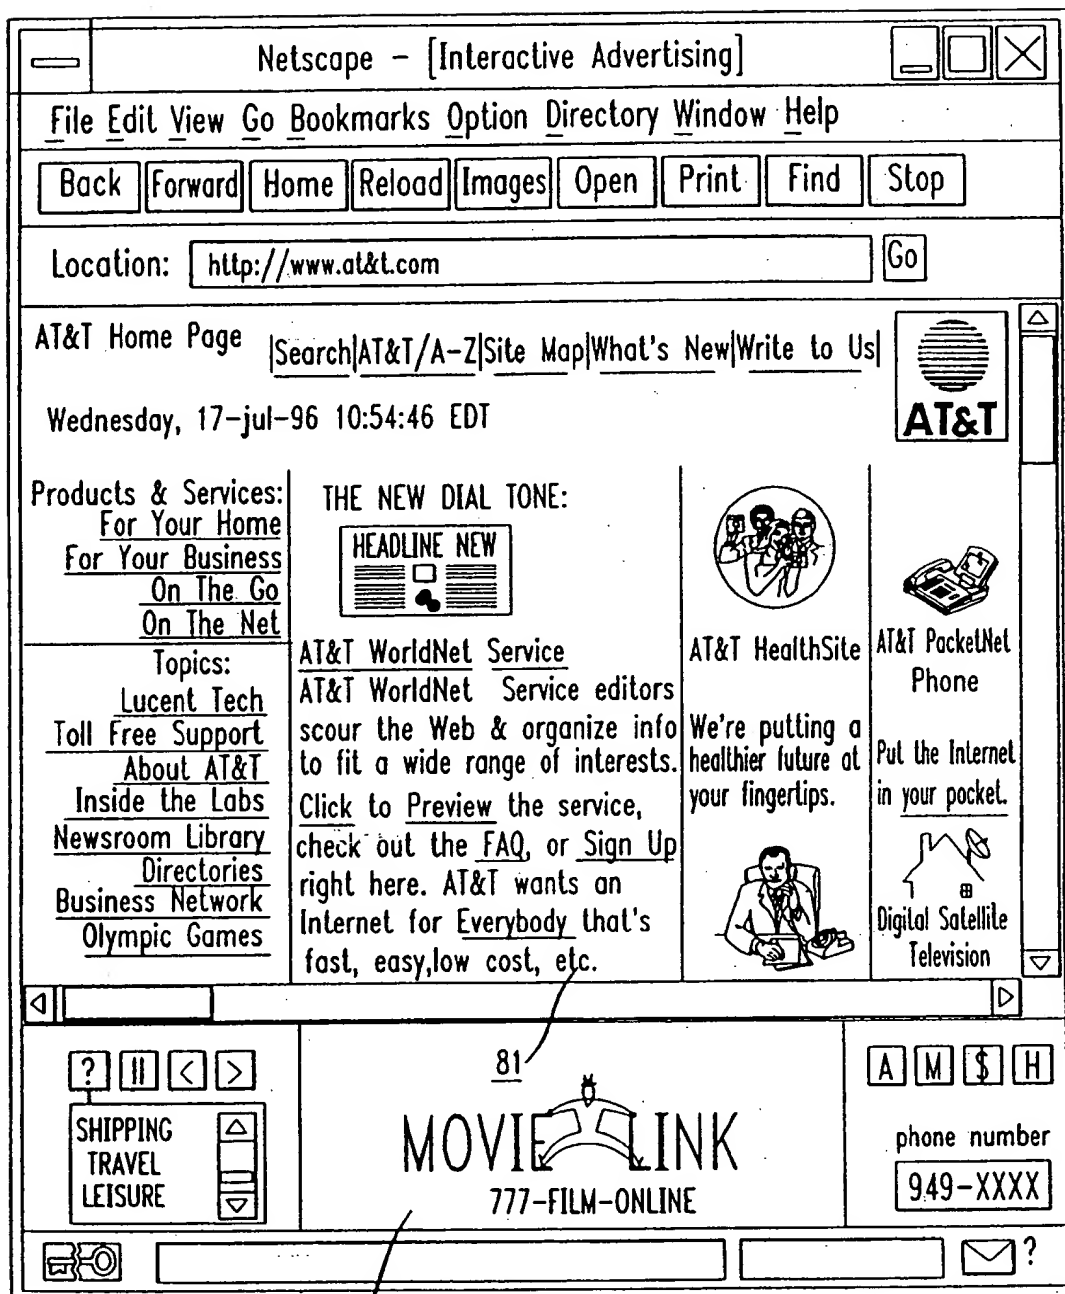 Netscape - [Interactive Advertising]
File Edit View Go Bookmarks Option Directory Window Help
Back Forward Home Reload Images Open Print Find Stop
Location: http://www.at&t.com Go
AT&T Home Page |Search|AT&T/A-Z|Site Map|What's New|Write to Us|
AT&T
Wednesday, 17-jul-96 10:54:46 EDT
Products & Services:
For Your Home
For Your Business
On The Go
On The Net
Topics:
Lucent Tech
Toll Free Support
About AT&T
Inside the Labs
Newsroom Library
Directories
Business Network
Olympic Games
THE NEW DIAL TONE:
HEADLINE NEW
AT&T WorldNet Service
AT&T WorldNet Service editors
scour the Web & organize info
to fit a wide range of interests.
Click to Preview the service,
check out the FAQ, or Sign Up
right here. AT&T wants an
Internet for Everybody that's
fast, easy,low cost, etc.
AT&T HealthSite
We're putting a
healthier future at
your fingertips.
AT&T PacketNet
Phone
Put the Internet
in your pocket.
Digital Satellite
Television
? || < >
SHIPPING
TRAVEL
LEISURE
81
MOVIE LINK
777-FILM-ONLINE
A M $ H
phone number
949-XXXX
?